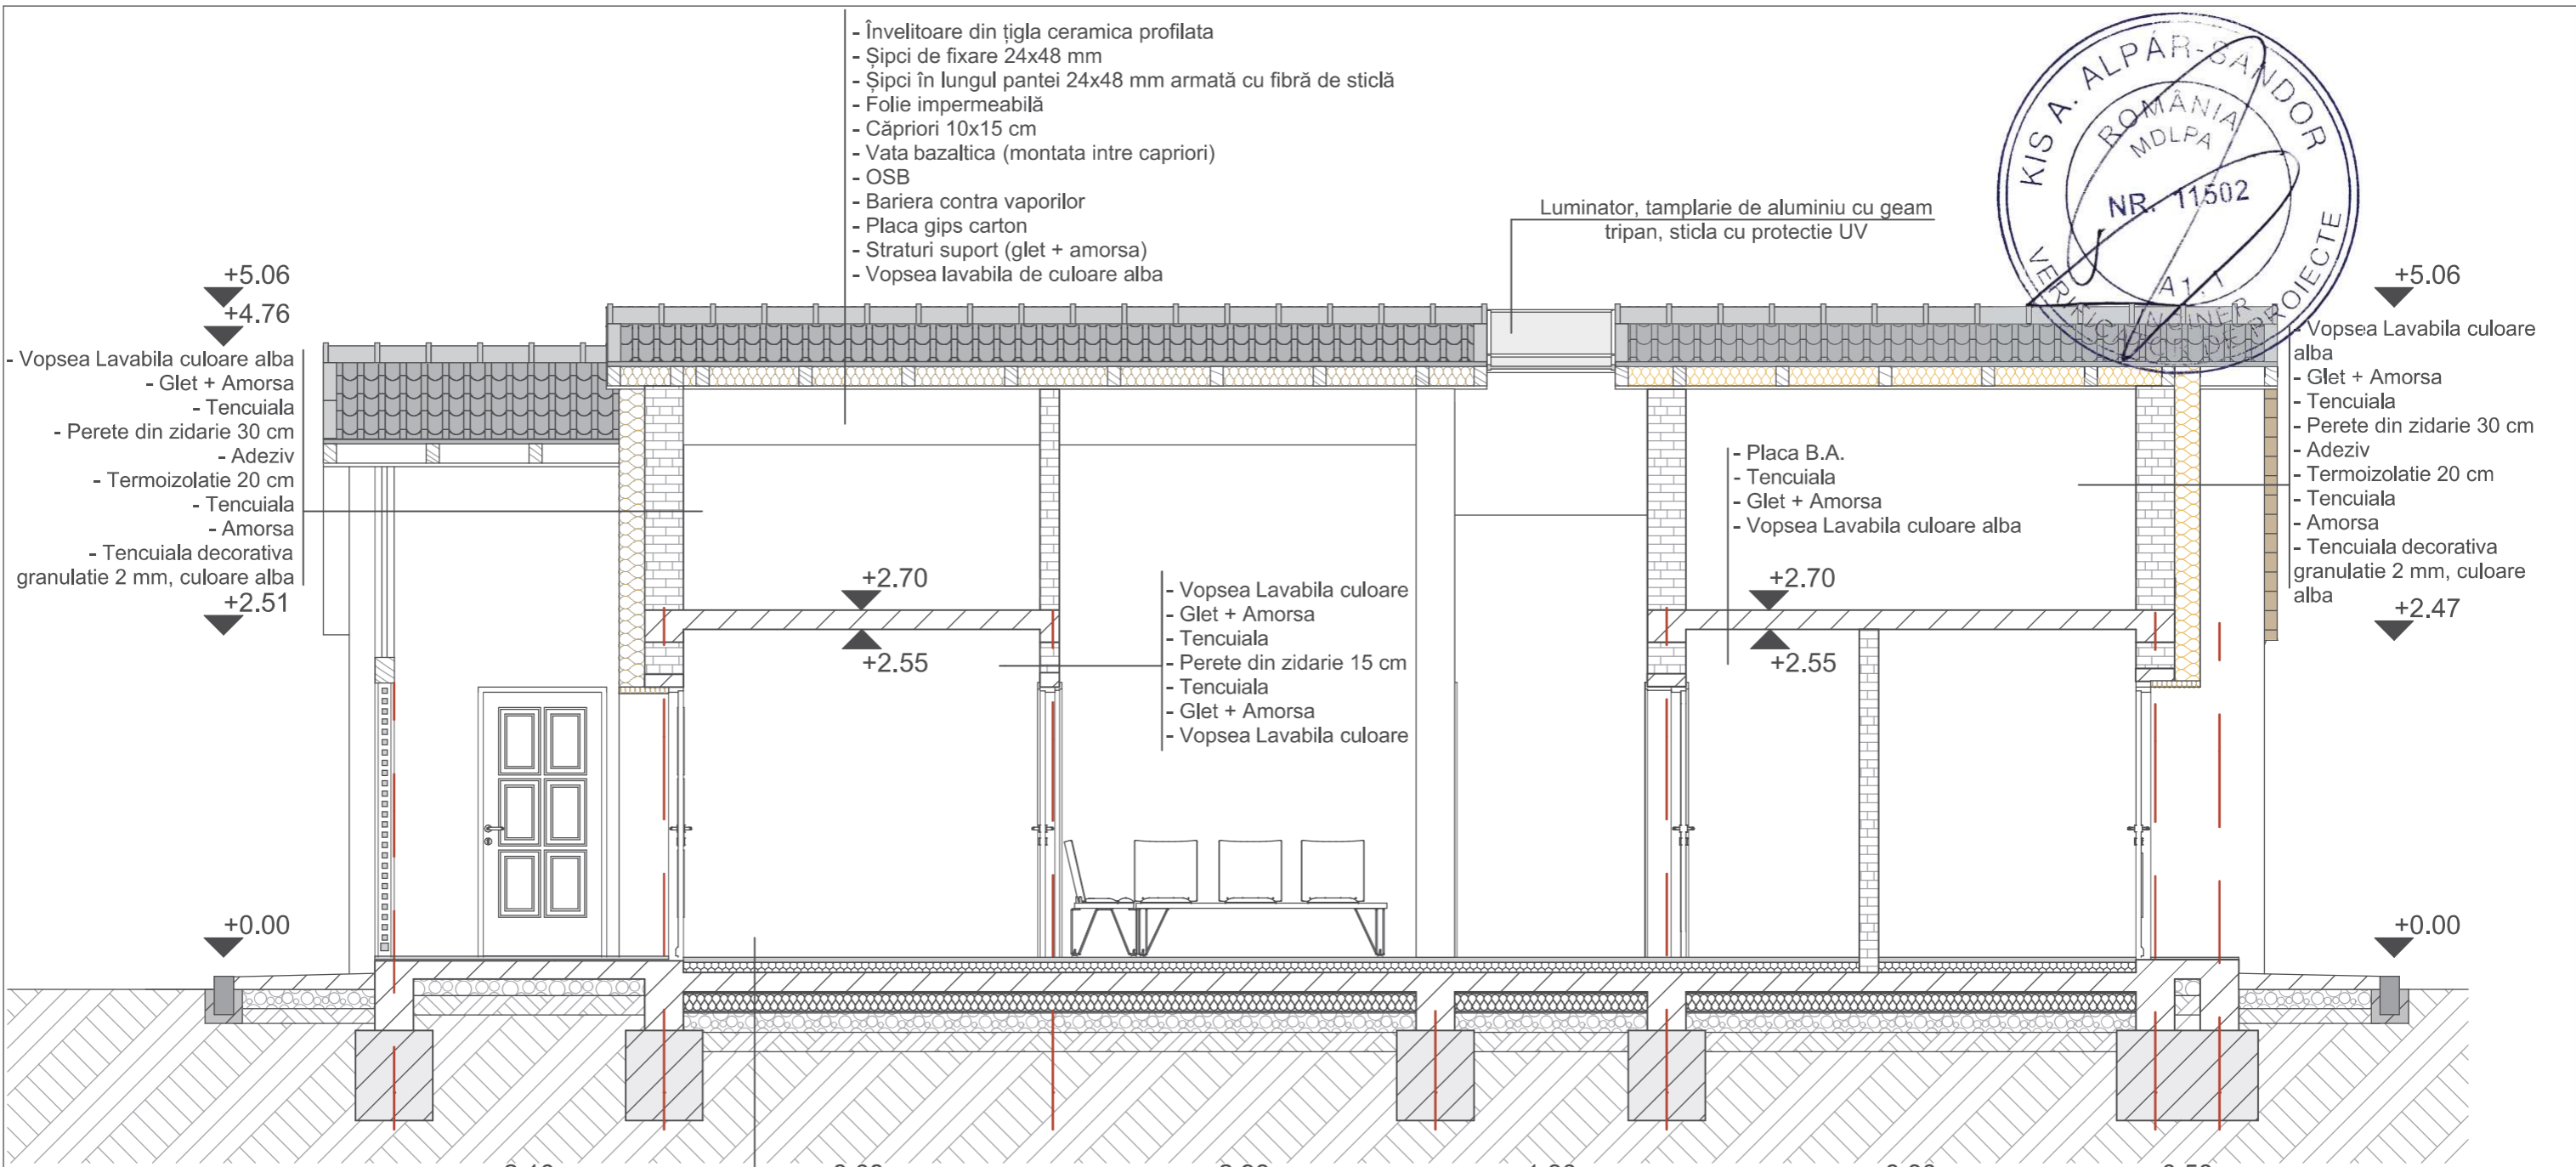 - Învelitoare din țigla ceramica profilata
- Șipci de fixare 24x48 mm
- Șipci în lungul pantei 24x48 mm armată cu fibră de sticlă
- Folie impermeabilă
- Căpriori 10x15 cm
- Vata bazaltica (montata intre capriori)
- OSB
- Bariera contra vaporilor
- Placa gips carton
- Straturi suport (glet + amorsa)
- Vopsea lavabila de culoare alba
Luminator, tamplarie de aluminiu cu geam
tripan, sticla cu protectie UV
KIS A. ALPÁR-SÁNDOR
ROMÂNIA
MDLPA
NR. 11502
A1,1
VERIFICATOR DE PROIECTE
+5.06
+4.76
- Vopsea Lavabila culoare alba
- Glet + Amorsa
- Tencuiala
- Perete din zidarie 30 cm
- Adeziv
- Termoizolatie 20 cm
- Tencuiala
- Amorsa
- Tencuiala decorativa
granulatie 2 mm, culoare alba
+2.51
+0.00
+2.70
+2.55
- Vopsea Lavabila culoare
- Glet + Amorsa
- Tencuiala
- Perete din zidarie 15 cm
- Tencuiala
- Glet + Amorsa
- Vopsea Lavabila culoare
- Placa B.A.
- Tencuiala
- Glet + Amorsa
- Vopsea Lavabila culoare alba
+2.70
+2.55
+5.06
- Vopsea Lavabila culoare
alba
- Glet + Amorsa
- Tencuiala
- Perete din zidarie 30 cm
- Adeziv
- Termoizolatie 20 cm
- Tencuiala
- Amorsa
- Tencuiala decorativa
granulatie 2 mm, culoare
alba
+2.47
+0.00